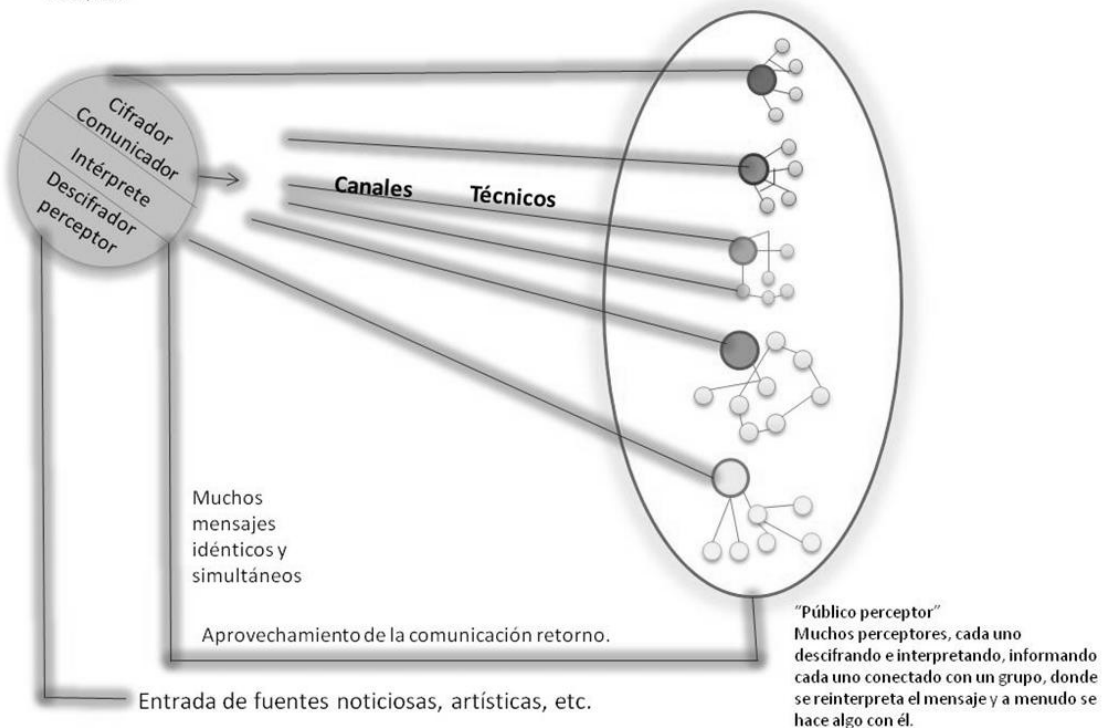 Cifrador
Comunicador
Intérprete
Descifrador
perceptor
Canales Técnicos
Muchos
mensajes
idénticos y
simultáneos
Aprovechamiento de la comunicación retorno.
Entrada de fuentes noticiosas, artísticas, etc.
"Público perceptor"
Muchos perceptores, cada uno
descifrando e interpretando, informando
cada uno conectado con un grupo, donde
se reinterpreta el mensaje y a menudo se
hace algo con él.